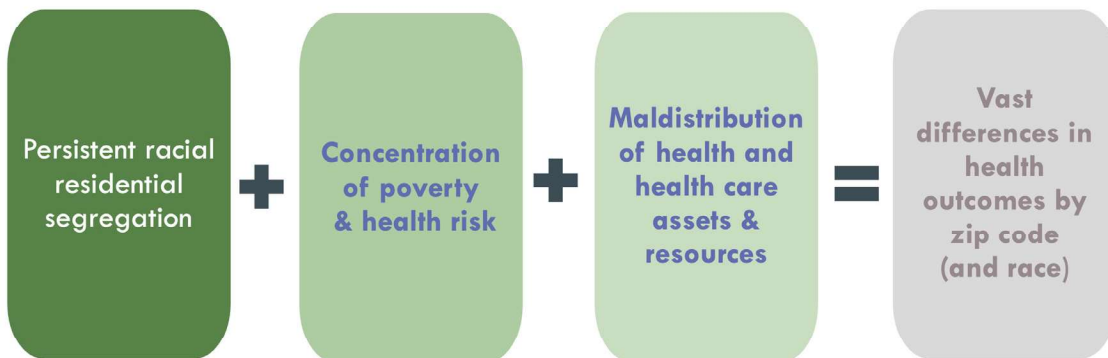 Persistent racial
residential
segregation
+
Concentration
of poverty
& health risk
+
Maldistribution
of health and
health care
assets &
resources
=
Vast
differences in
health
outcomes by
zip code
(and race)